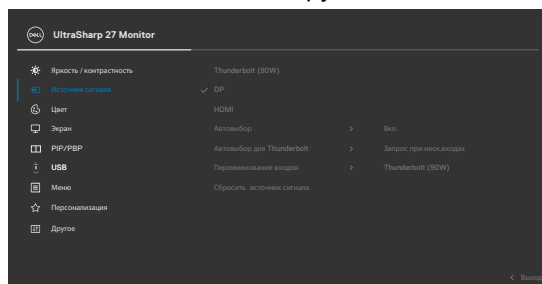 DELL UltraSharp 27 Monitor
Яркость / контрастность Thunderbolt (90W)
Источник сигнала DP
Цвет HDMI
Экран Автовыбор Вкл.
PIP/PBP Автовыбор для Thunderbolt Запрос при неск.входах
USB Переименование входов Thunderbolt (90W)
Меню Сбросить источник сигнала
Персонализация
Другое
Выход